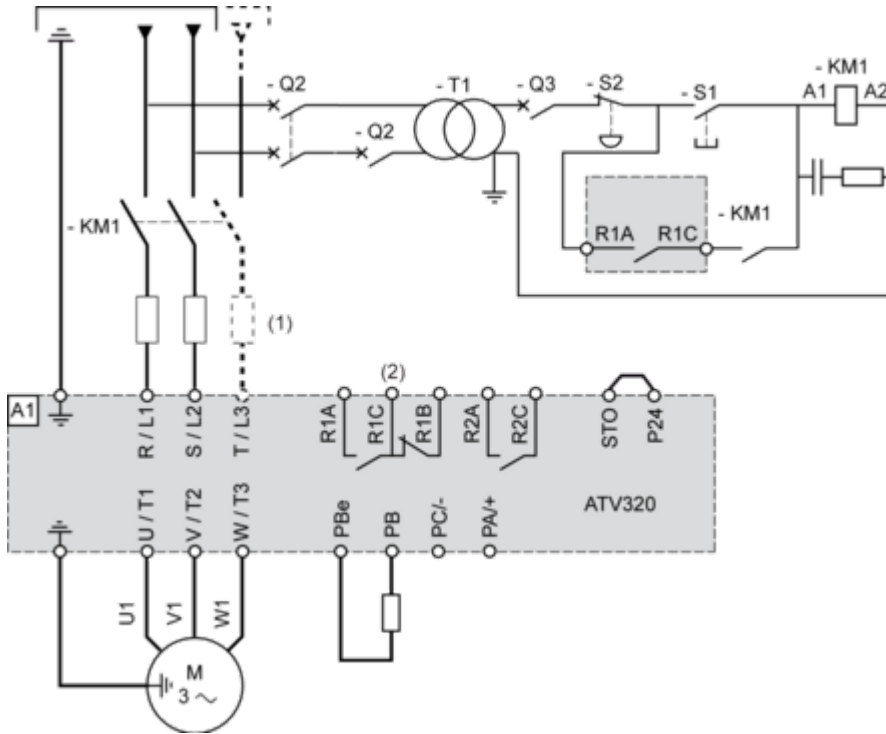 - Q2
- T1
- Q3
- S2
- S1
- KM1
A1
A2
- Q2
- KM1
R1A
R1C
- KM1
(1)
(2)
A1
R / L1
S / L2
T / L3
R1A
R1C
R1B
R2A
R2C
STO
P24
ATV320
U / T1
V / T2
W / T3
PBe
PB
PC/-
PA/+
U1
V1
W1
M
3 ~